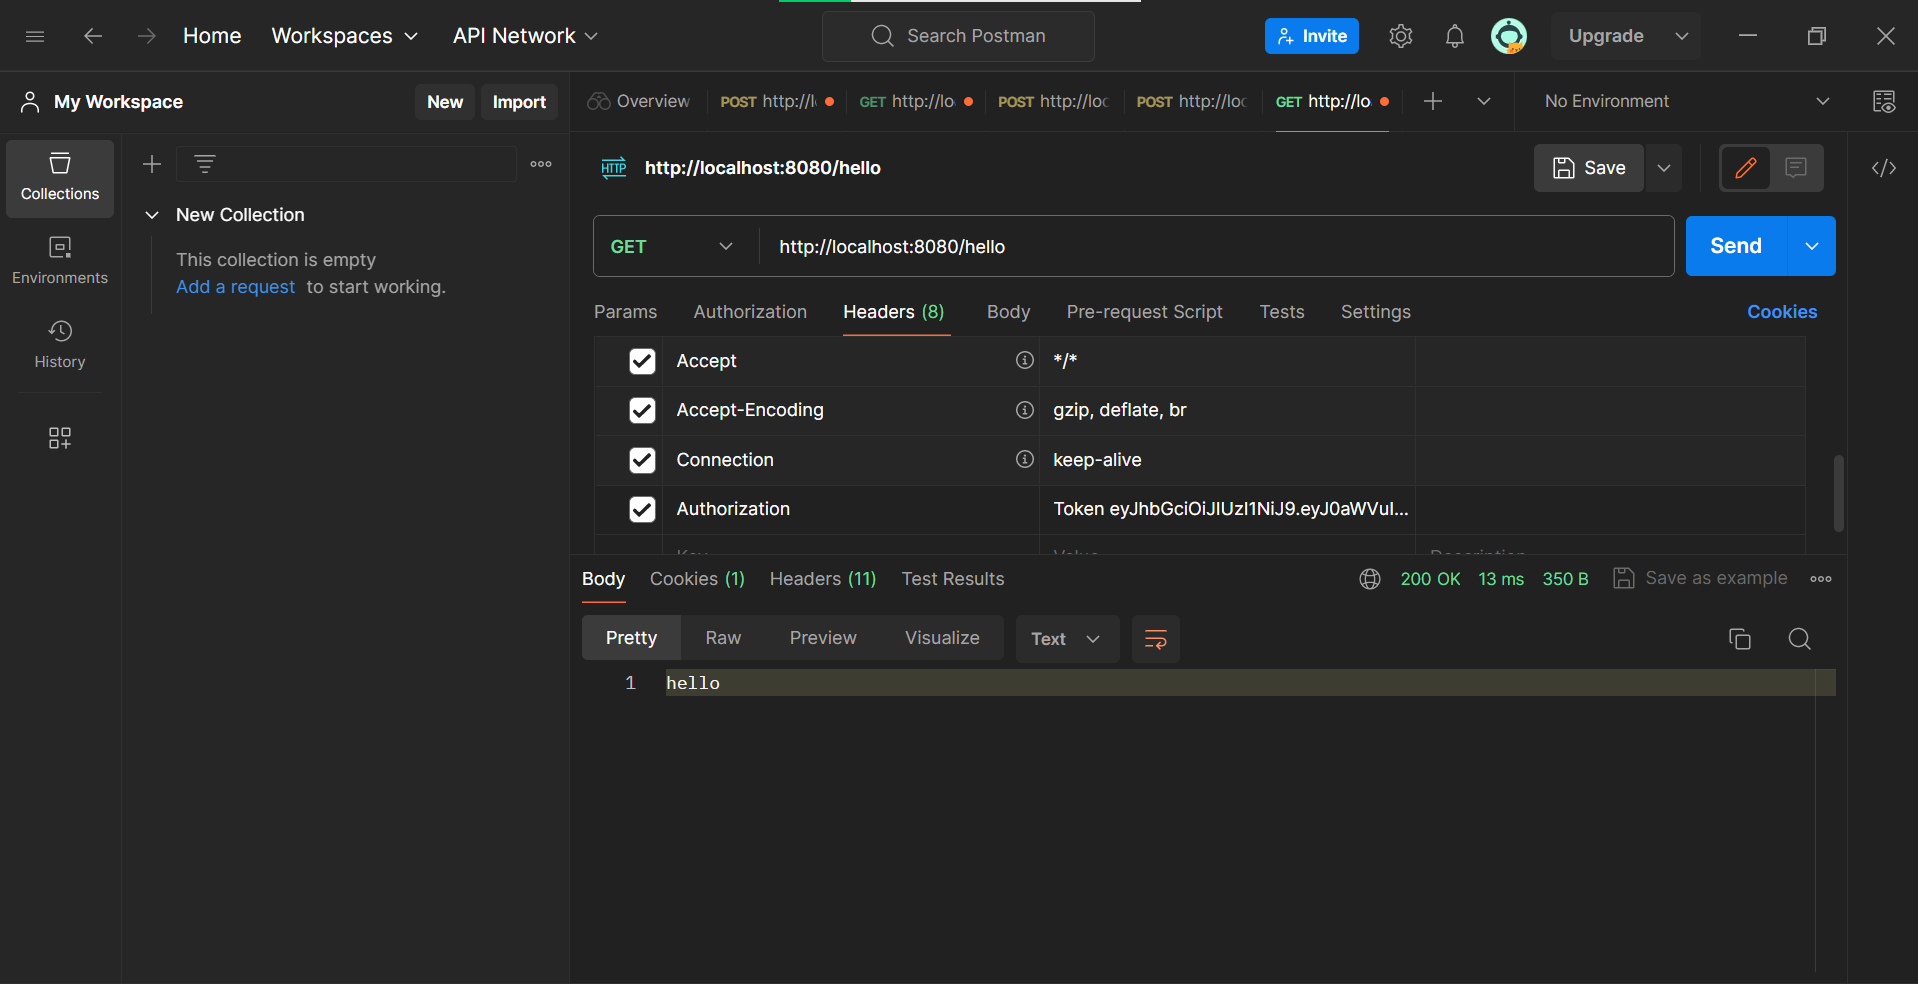 Home Workspaces API Network Search Postman Invite Upgrade
My Workspace New Import Overview POST http://l GET http://lo POST http://loc POST http://loc GET http://lo No Environment
Collections
Environments
History
New Collection
This collection is empty
Add a request to start working.
HTTP http://localhost:8080/hello Save
GET http://localhost:8080/hello Send
Params Authorization Headers (8) Body Pre-request Script Tests Settings Cookies
Accept */*
Accept-Encoding gzip, deflate, br
Connection keep-alive
Authorization Token eyJhbGciOiJIUzI1NiJ9.eyJ0aWVuI...
Key Value Description
Body Cookies (1) Headers (11) Test Results 200 OK 13 ms 350 B Save as example
Pretty Raw Preview Visualize Text
1 hello